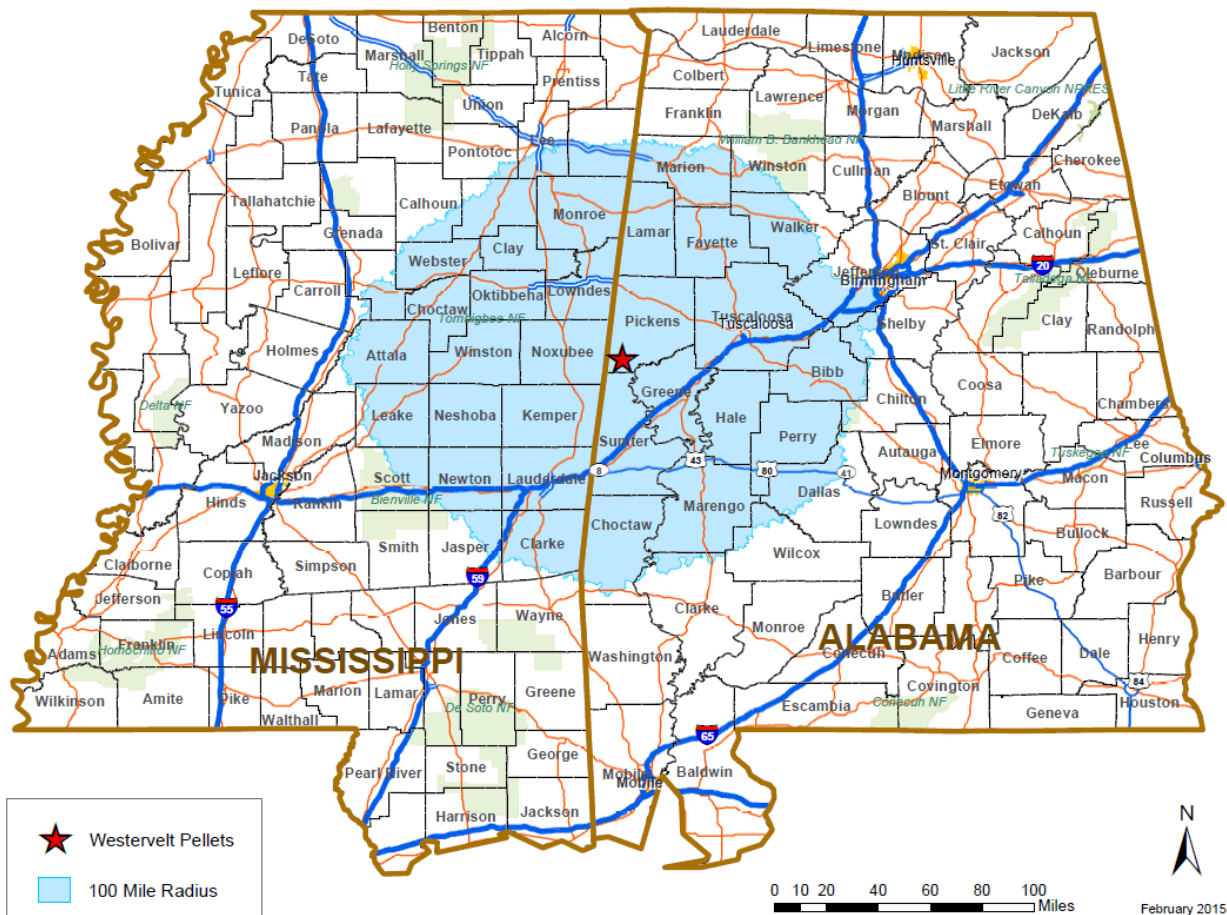 Benton
Alcorn
Lauderdale
DeSoto
Marshall
Tippah
Limestone
Madison
Huntsville
Jackson
Holly Springs NF
Tate
Prentiss
Colbert
Tunica
Union
Lawrence
Little River Canyon NPRES
Franklin
Morgan
DeKalb
Panola
Lafayette
Marshall
Lee
William B. Bankhead NF
Pontotoc
Marion
Winston
Cullman
Cherokee
Etowah
Blount
Tallahatchie
Calhoun
Monroe
Grenada
Lamar
Walker
Calhoun
Bolivar
Clay
Fayette
St. Clair
Webster
Leflore
Jefferson
20
Cleburne
Birmingham
Talladega NF
Carroll
Oktibbeha
Lowndes
Choctaw
Tombigbee NF
Pickens
Tuscaloosa
Tuscaloosa
Shelby
Clay
Randolph
Holmes
Attala
Winston
Noxubee
Bibb
Greene
Coosa
Chilton
Delta NF
Yazoo
Leake
Neshoba
Kemper
Hale
Chambers
Madison
Sumter
Perry
Elmore
Lee
Autauga
Tuskegee NF
Columbus
43
Jackson
8
80
41
Montgomery
Scott
Newton
Lauderdale
Macon
Bienville NF
Dallas
Hinds
Rankin
Marengo
Russell
82
Choctaw
Lowndes
Bullock
Smith
Jasper
Clarke
Wilcox
Claiborne
Simpson
Copiah
59
Pike
Barbour
Jefferson
55
Butler
Clarke
Wayne
Jones
Monroe
Lincoln
Franklin
Henry
Adams
Homochitto NF
MISSISSIPPI
ALABAMA
Washington
Conecuh
Coffee
Dale
84
Covington
Wilkinson
Amite
Pike
Marion
Lamar
Perry
Greene
Houston
De Soto NF
Escambia
Conecuh NF
Geneva
Walthall
65
George
Pearl River
Stone
Mobile
Mobile
Baldwin
Harrison
Jackson
Westervelt Pellets
100 Mile Radius
N
0 10 20 40 60 80 100
Miles
February 2015